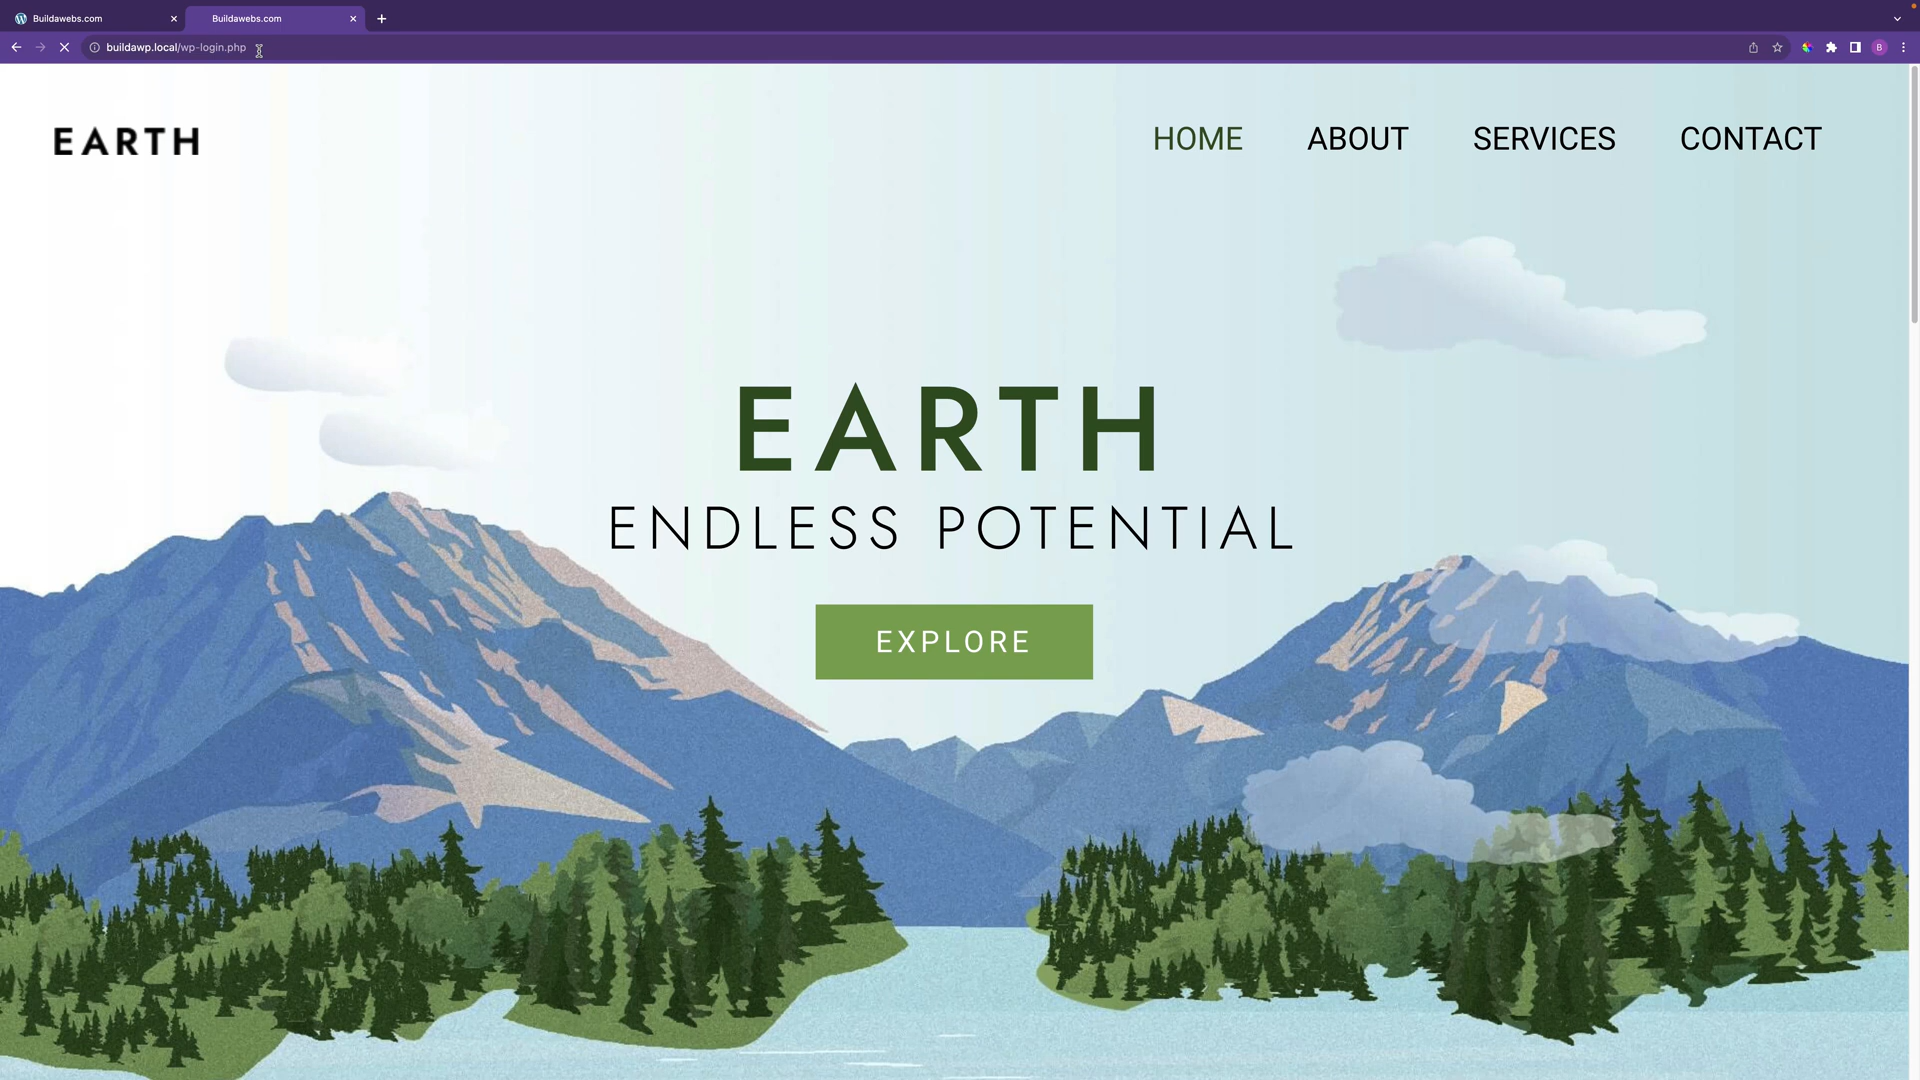 Buildawebs.com
Buildawebs.com
buildawp.local/wp-login.php
B
EARTH
HOME
ABOUT
SERVICES
CONTACT
EARTH
ENDLESS POTENTIAL
EXPLORE